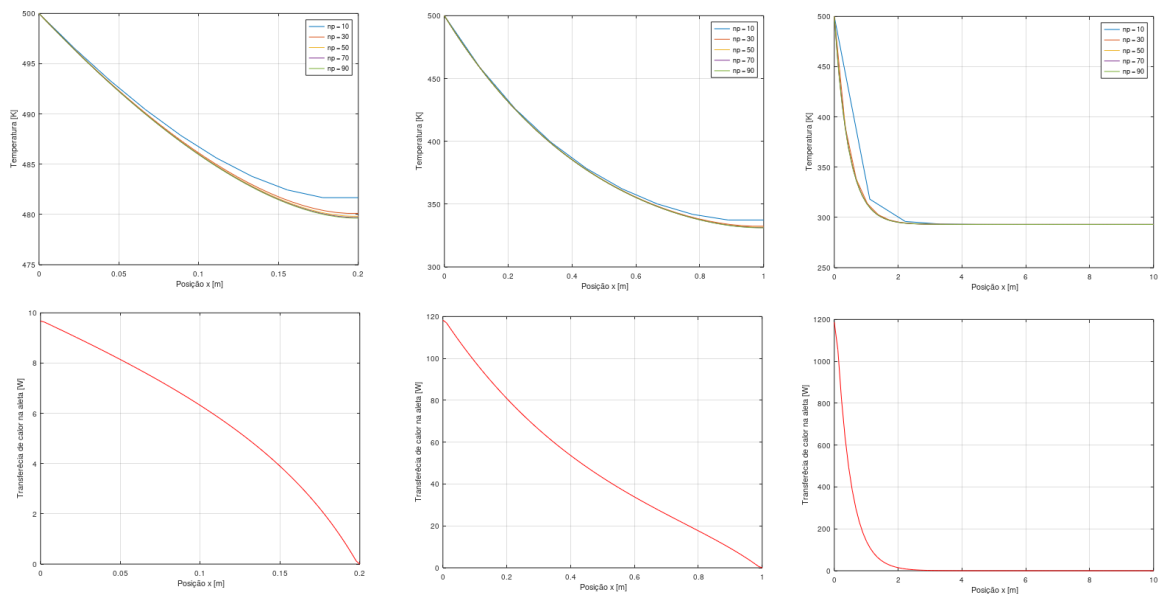 500
495
490
485
480
475
Temperatura [K]
0 0.05 0.1 0.15 0.2
Posição x [m]
np = 10
np = 30
np = 50
np = 70
np = 90
500
450
400
350
300
Temperatura [K]
0 0.2 0.4 0.6 0.8 1
Posição x [m]
np = 10
np = 30
np = 50
np = 70
np = 90
500
450
400
350
300
250
Temperatura [K]
0 2 4 6 8 10
Posição x [m]
np = 10
np = 30
np = 50
np = 70
np = 90
10
8
6
4
2
0
Transferêcia de calor na aleta [W]
0 0.05 0.1 0.15 0.2
Posição x [m]
120
100
80
60
40
20
0
Transferêcia de calor na aleta [W]
0 0.2 0.4 0.6 0.8 1
Posição x [m]
1200
1000
800
600
400
200
0
Transferêcia de calor na aleta [W]
0 2 4 6 8 10
Posição x [m]